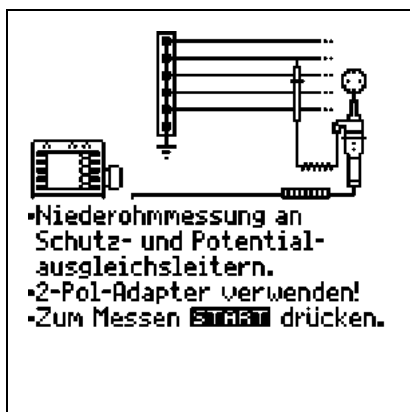 •Niederohmmessung an
Schutz- und Potential-
ausgleichsleitern.
•2-Pol-Adapter verwenden!
•Zum Messen START drücken.